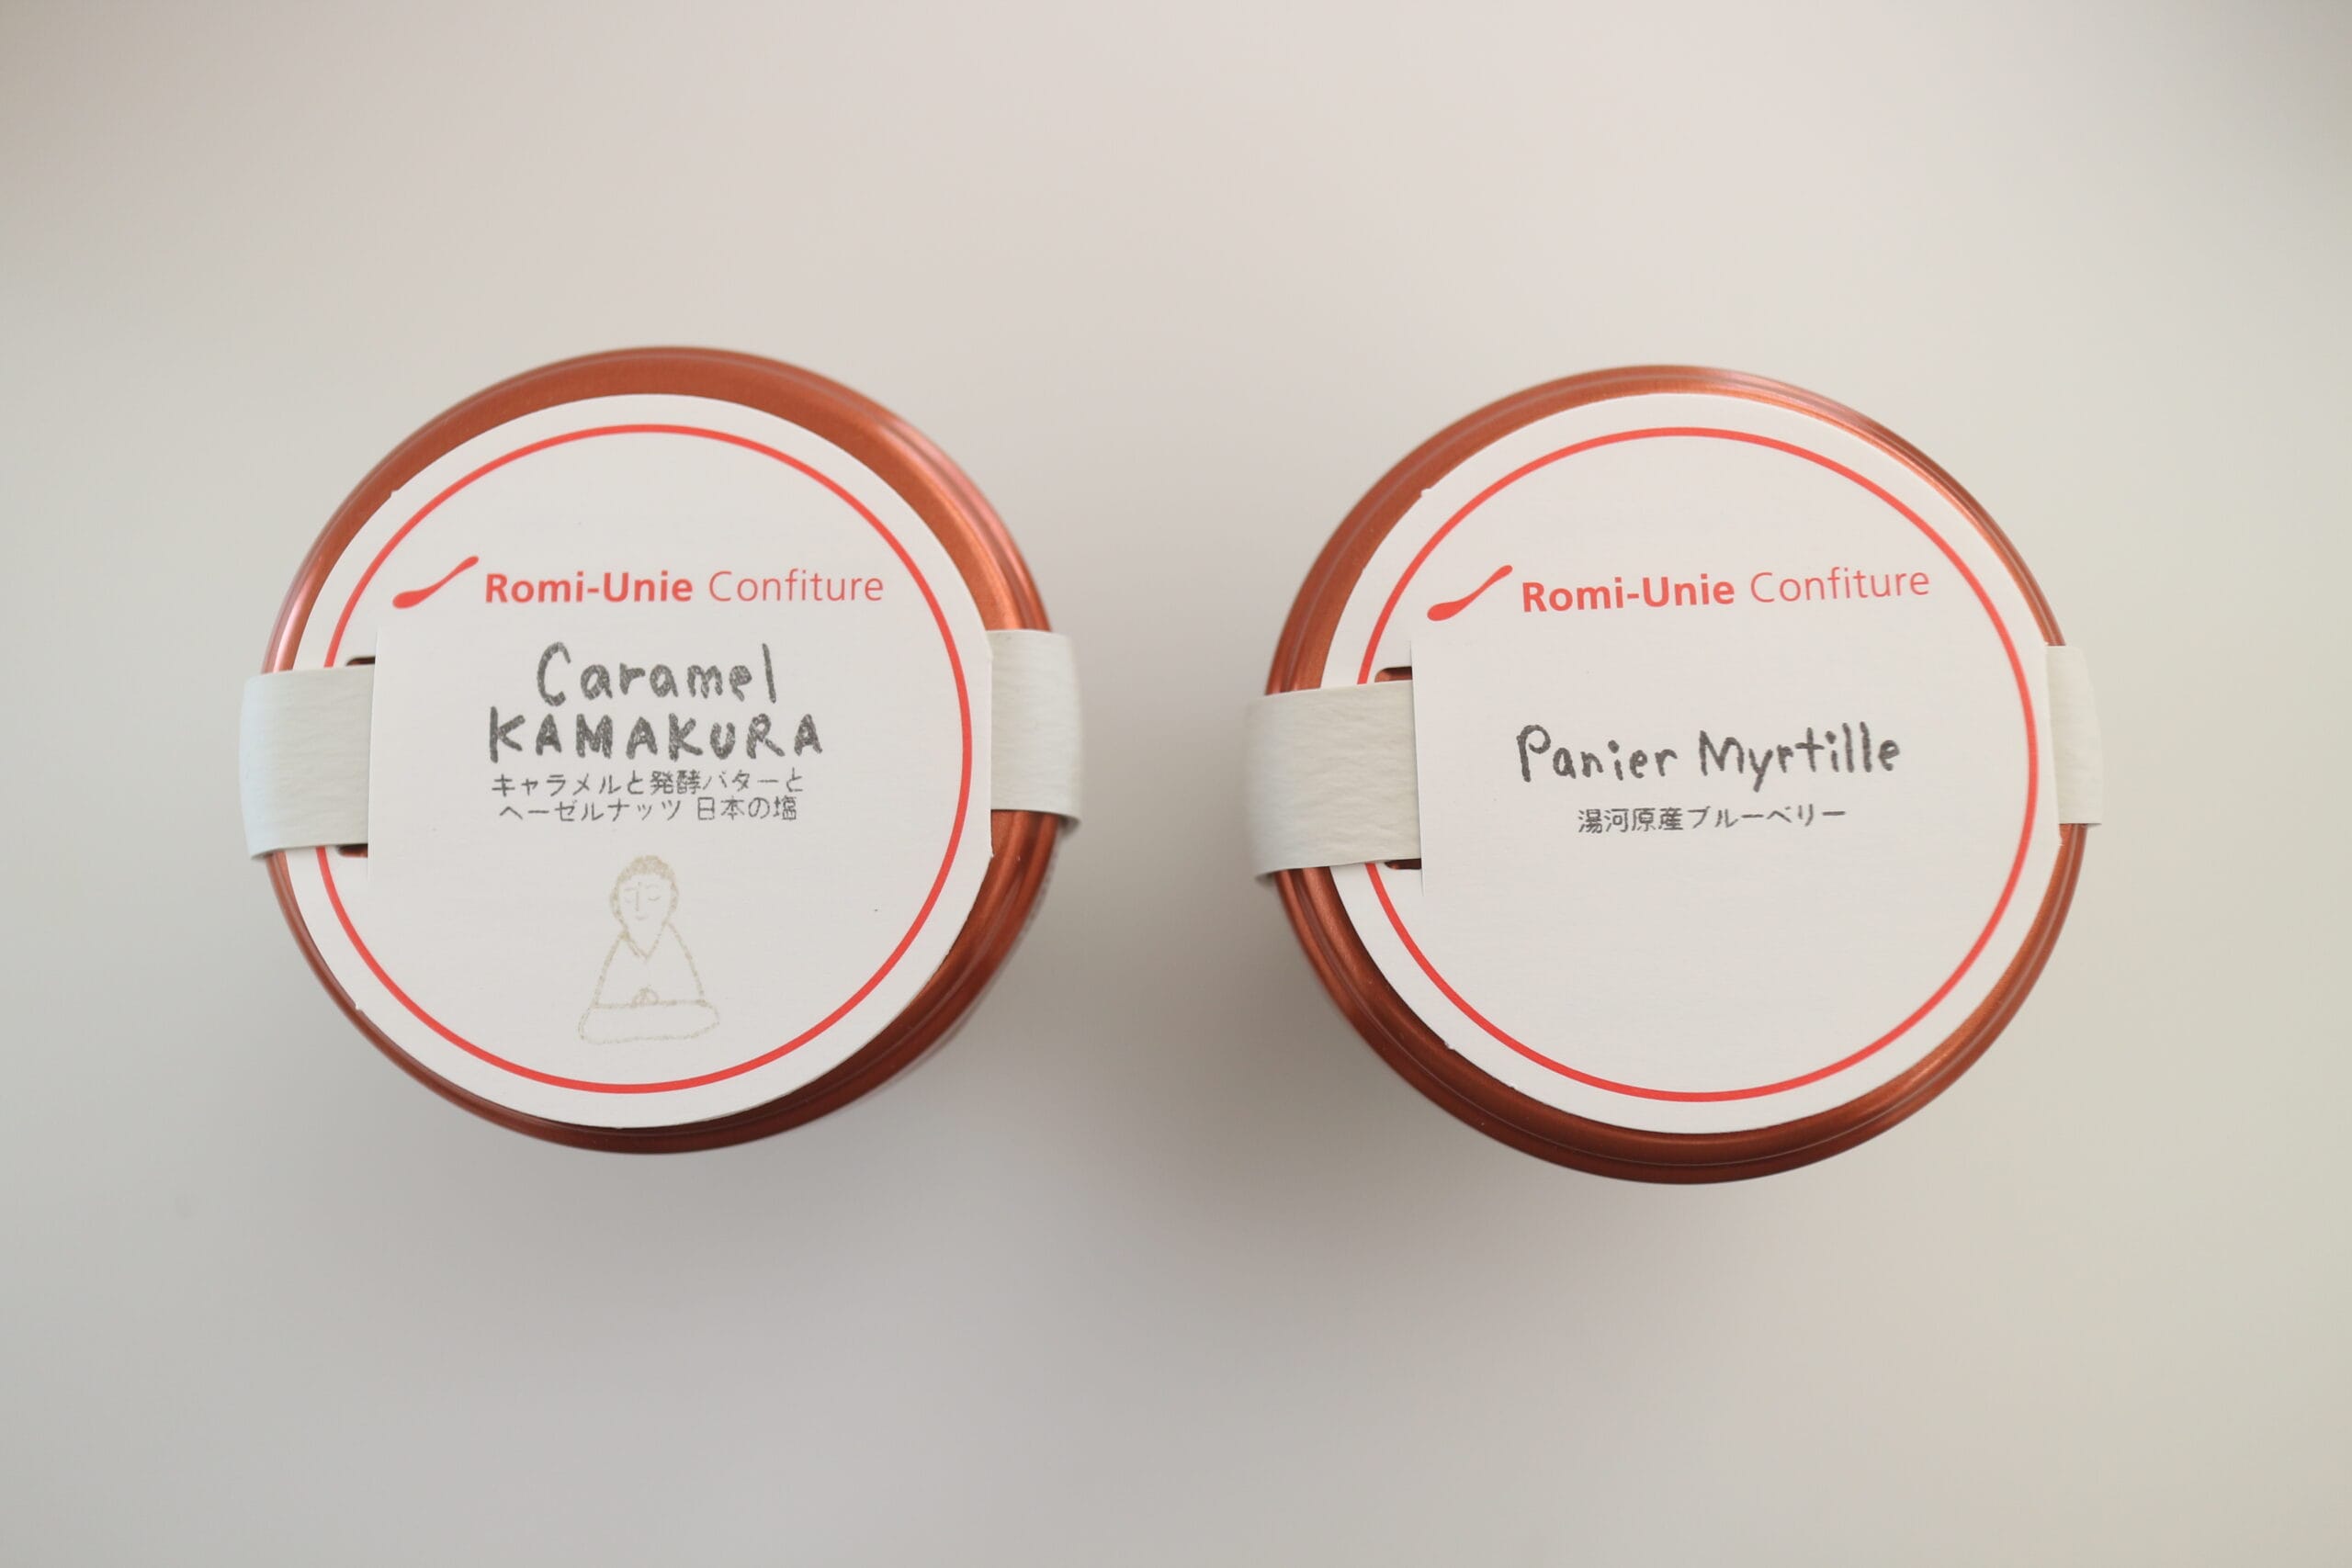 Romi-Unie Confiture
Caramel
KAMAKURA
キャラメルと発酵バターと
ヘーゼルナッツ 日本の塩
Romi-Unie Confiture
Panier Myrtille
湯河原産ブルーベリー